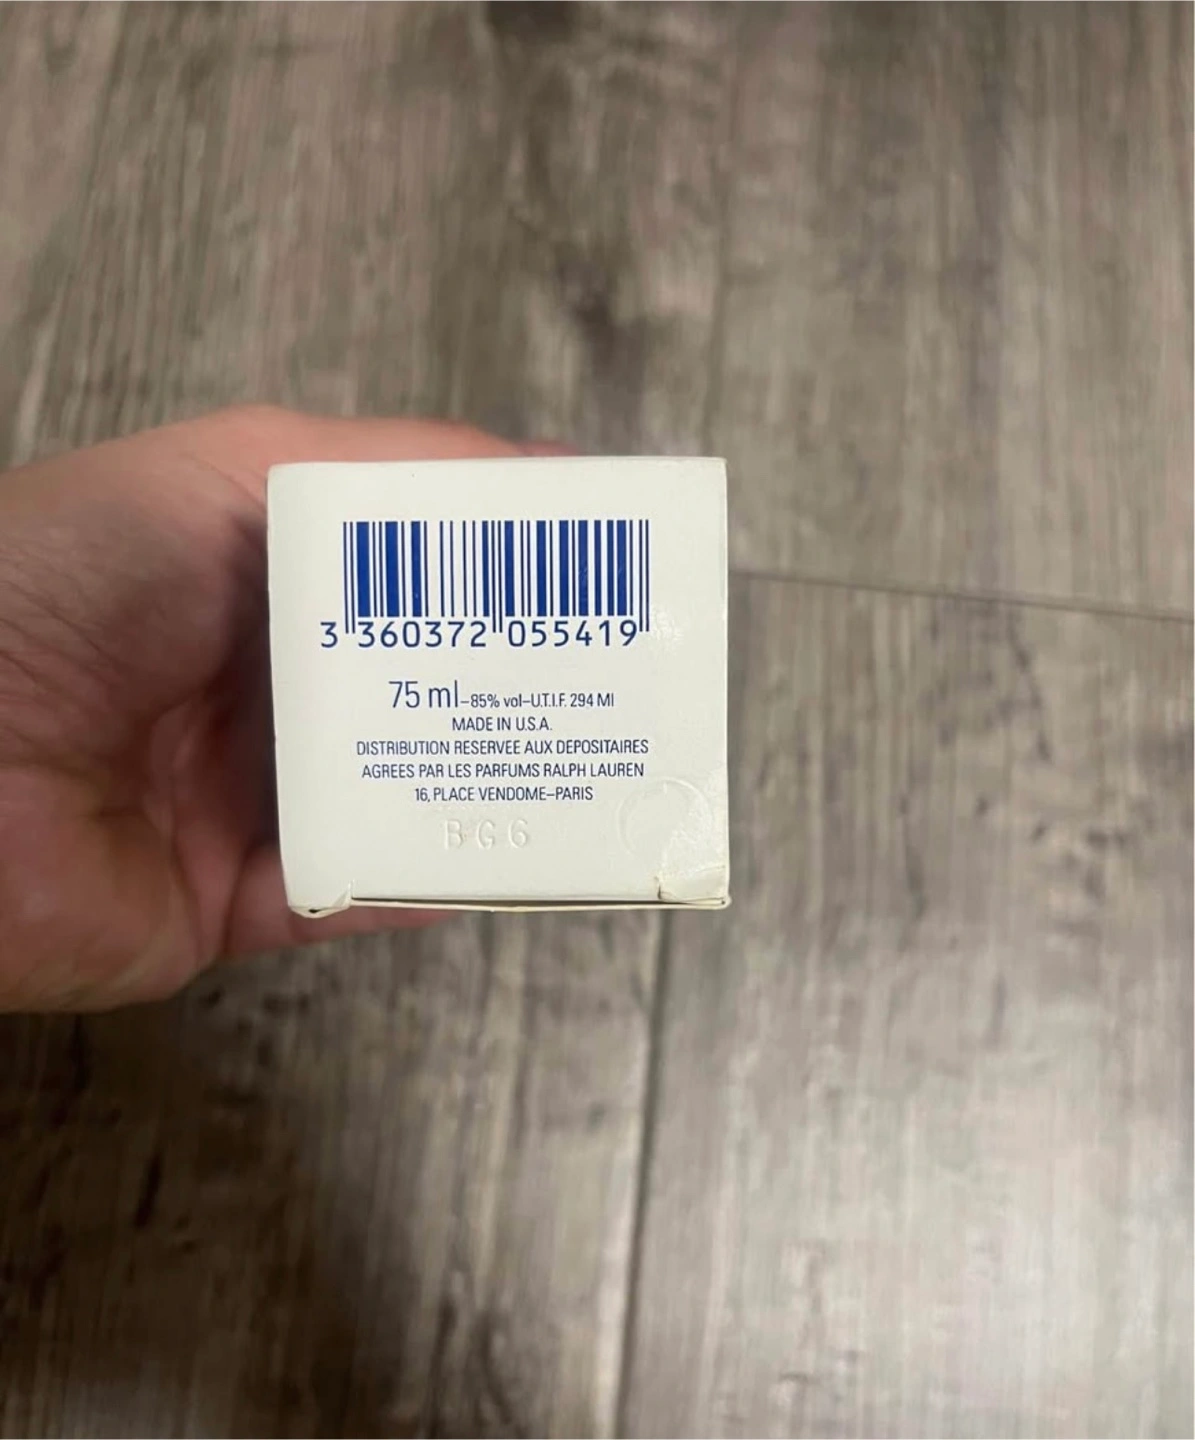 3 360372 055419
75 ml–85% vol–U.T.I.F. 294 MI
MADE IN U.S.A.
DISTRIBUTION RESERVEE AUX DEPOSITAIRES
AGREES PAR LES PARFUMS RALPH LAUREN
16, PLACE VENDOME–PARIS
BG6